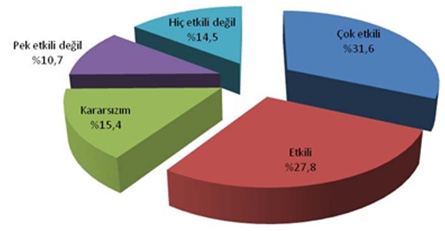 Hiç etkili değil
%14,5
Çok etkili
%31,6
Pek etkili değil
%10,7
Kararsızım
%15,4
Etkili
%27,8